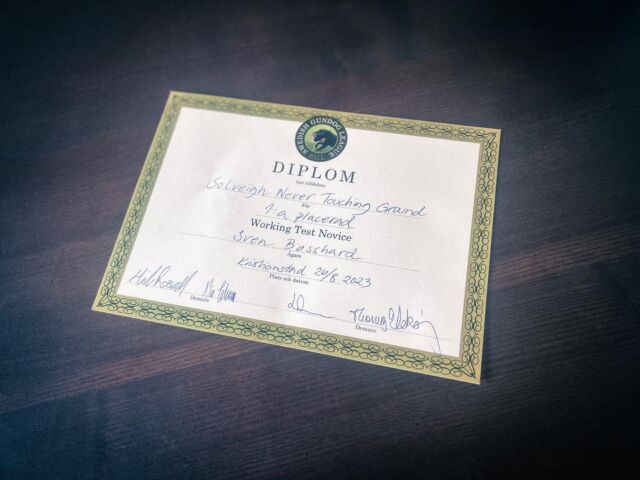 SWEDISH GUNDOG LEAGUE
SGL
DIPLOM
har tilldelats
Solveigh Never Touching Ground
För
1:a placerad
Working Test Novice
Sven Bosshard
Ägare
Kristianstad 26/8 2023
Plats och datum
Domare
Domare